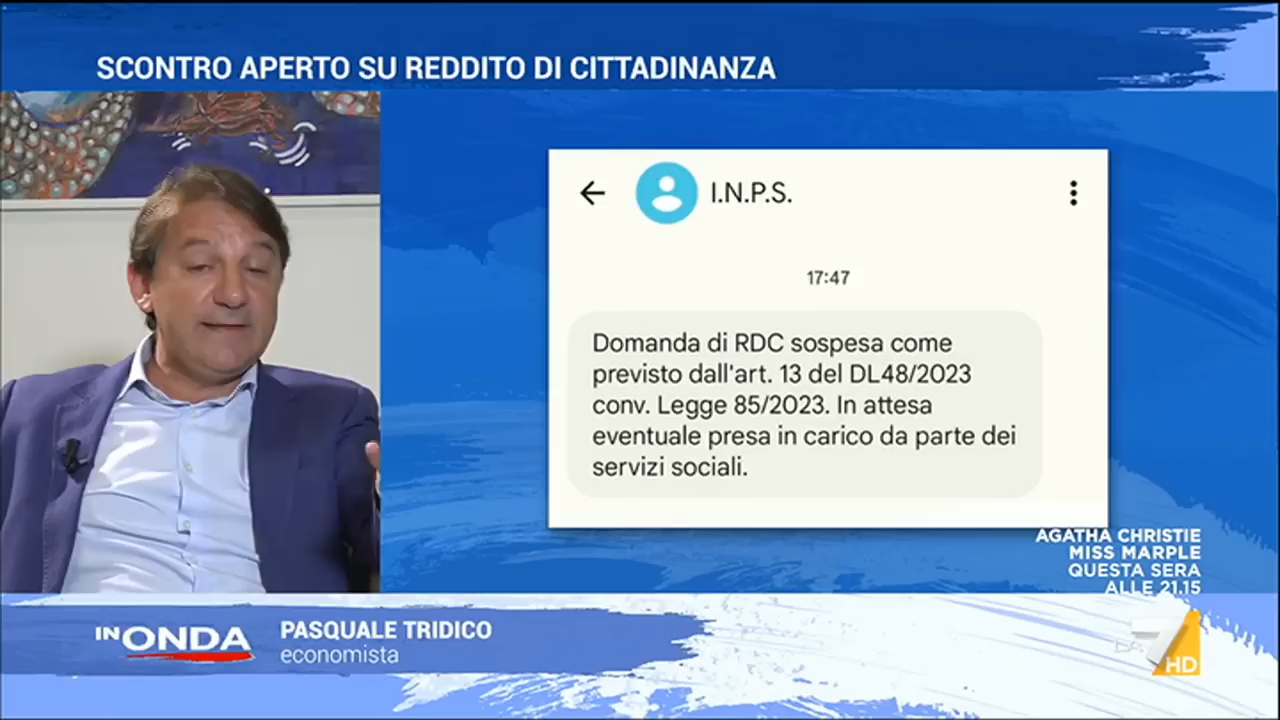 SCONTRO APERTO SU REDDITO DI CITTADINANZA
I.N.P.S.
17:47
Domanda di RDC sospesa come
previsto dall'art. 13 del DL48/2023
conv. Legge 85/2023. In attesa
eventuale presa in carico da parte dei
servizi sociali.
AGATHA CHRISTIE
MISS MARPLE
QUESTA SERA
ALLE 21.15
IN ONDA
PASQUALE TRIDICO
economista
LA 7 HD